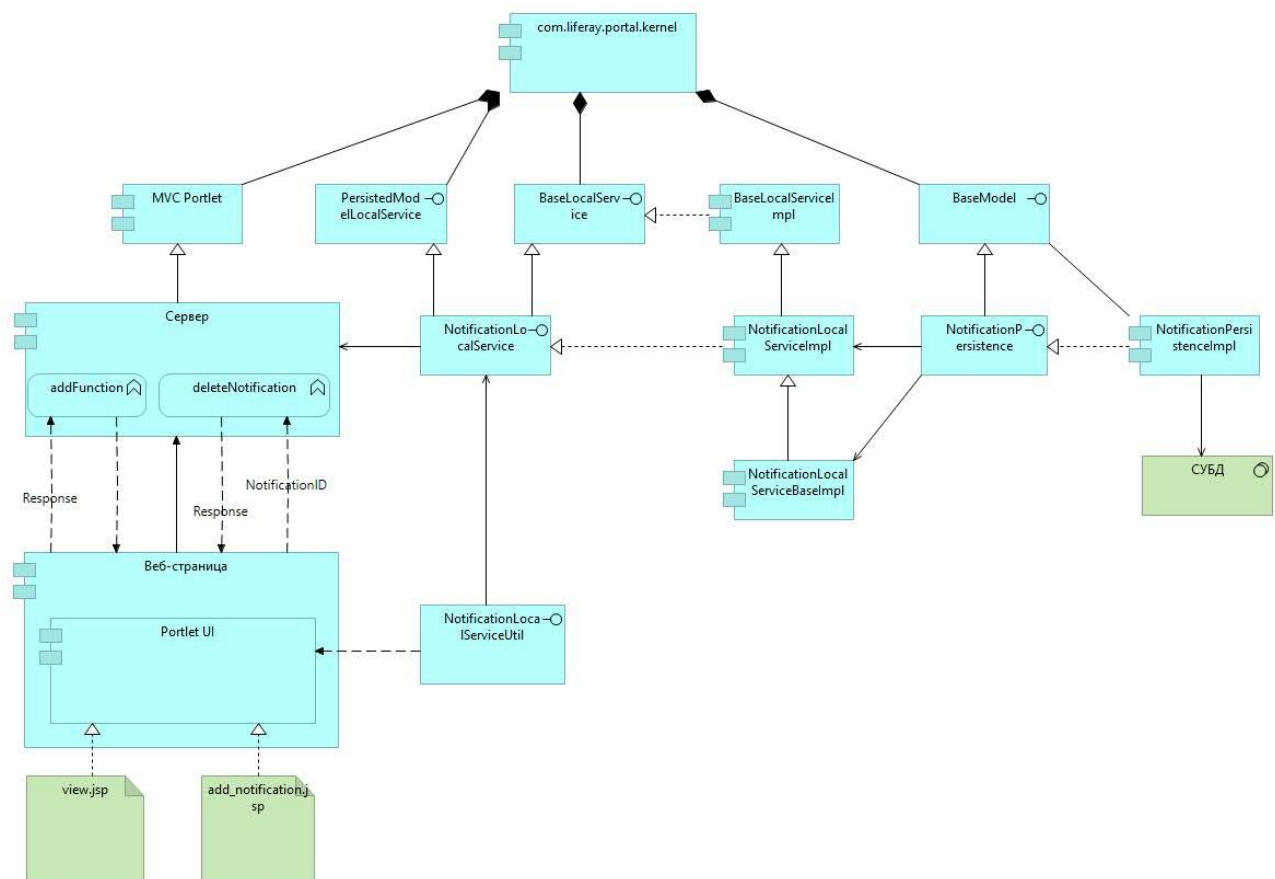 com.liferay.portal.kernel
MVC Portlet
PersistedMod
elLocalService
BaseLocalServ
ice
BaseLocalServiceI
mpl
BaseModel
Сервер
NotificationLo
calService
NotificationLocal
ServiceImpl
NotificationP
ersistence
NotificationPersi
stenceImpl
addFunction
deleteNotification
NotificationLocal
ServiceBaseImpl
СУБД
Response
Response
NotificationID
Веб-страница
Portlet UI
NotificationLoca
lServiceUtil
view.jsp
add_notification.j
sp